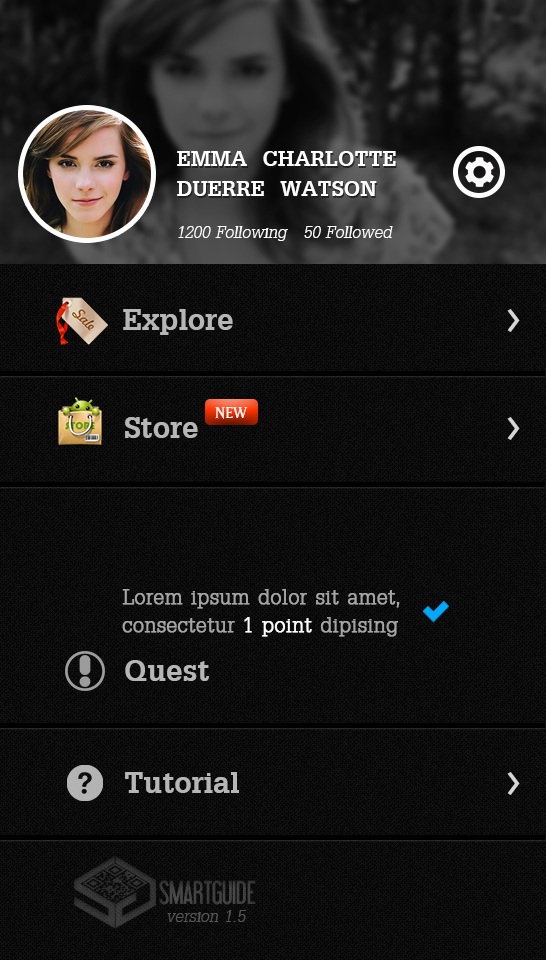 EMMA CHARLOTTE
DUERRE WATSON
1200 Following 50 Followed
Sale
Explore
STORE
Store
NEW
Lorem ipsum dolor sit amet,
consectetur 1 point dipising
Quest
Tutorial
SMARTGUIDE
version 1.5